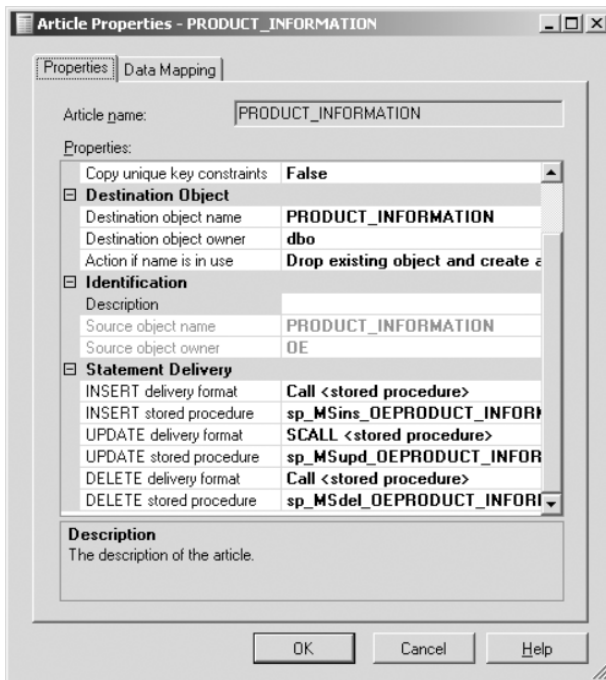 Article Properties - PRODUCT_INFORMATION
Properties Data Mapping
Article name: PRODUCT_INFORMATION
Properties:
Copy unique key constraints False
Destination Object
Destination object name PRODUCT_INFORMATION
Destination object owner dbo
Action if name is in use Drop existing object and create a
Identification
Description
Source object name PRODUCT_INFORMATION
Source object owner OE
Statement Delivery
INSERT delivery format Call <stored procedure>
INSERT stored procedure sp_MSins_OEPRODUCT_INFORM
UPDATE delivery format SCALL <stored procedure>
UPDATE stored procedure sp_MSupd_OEPRODUCT_INFOR
DELETE delivery format Call <stored procedure>
DELETE stored procedure sp_MSdel_OEPRODUCT_INFORI
Description
The description of the article.
OK Cancel Help